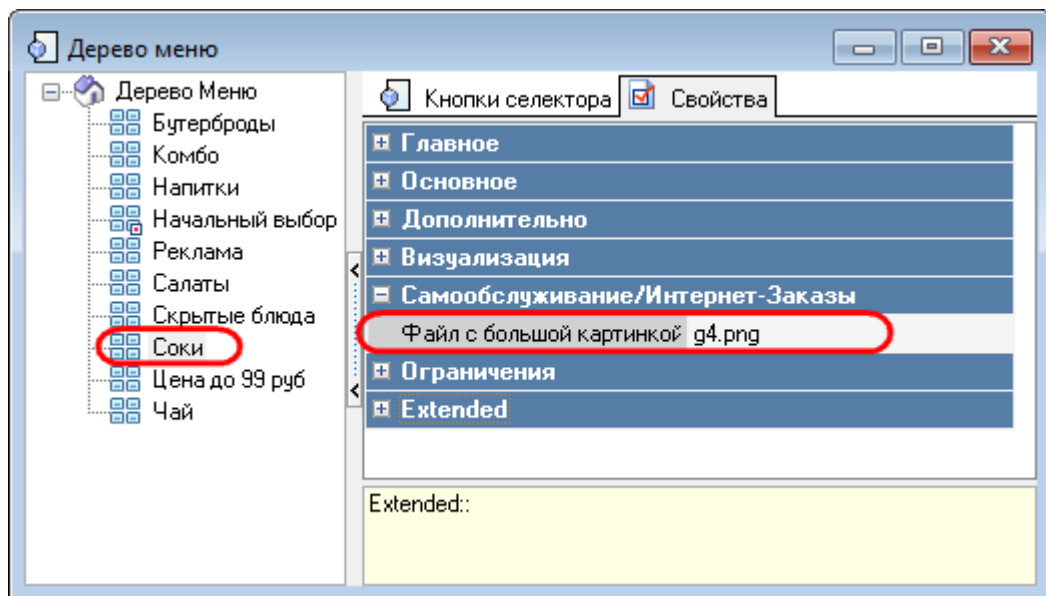 Дерево меню
Дерево Меню
Бутерброды
Комбо
Напитки
Начальный выбор
Реклама
Салаты
Скрытые блюда
Соки
Цена до 99 руб
Чай
Кнопки селектора Свойства
Главное
Основное
Дополнительно
Визуализация
Самообслуживание/Интернет-Заказы
Файл с большой картинкой g4.png
Ограничения
Extended
Extended::